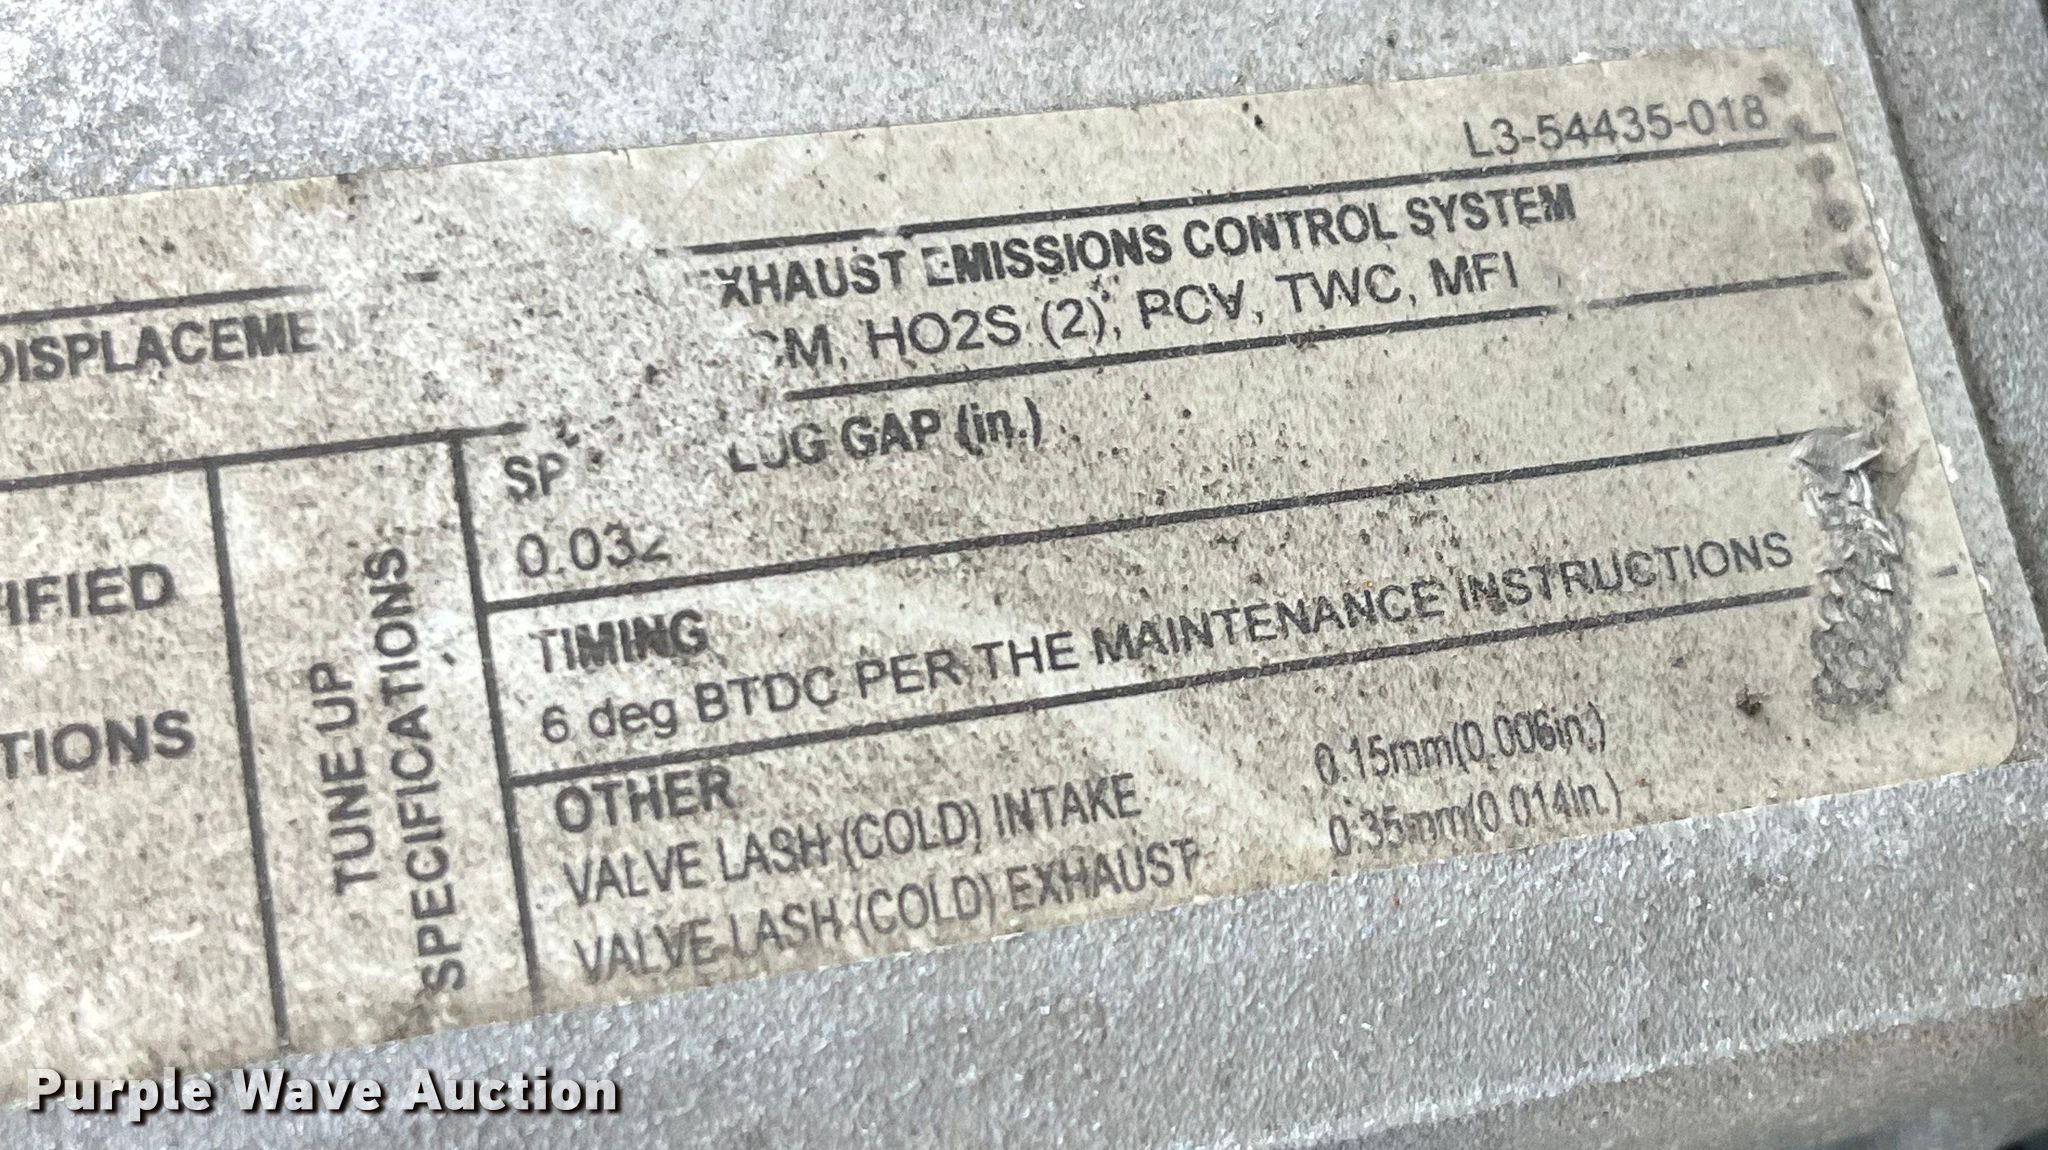 L3-54435-018
DISPLACEME
XHAUST EMISSIONS CONTROL SYSTEM
CM, HO2S (2), PCV, TWC, MFI
SP LUG GAP (in.)
0.032
IFIED
TIONS
TUNE UP
SPECIFICATIONS
TIMING
6 deg BTDC PER THE MAINTENANCE INSTRUCTIONS
OTHER
VALVE LASH (COLD) INTAKE 0.15mm(0.006in.)
VALVE LASH (COLD) EXHAUST 0.35mm(0.014in.)
Purple Wave Auction